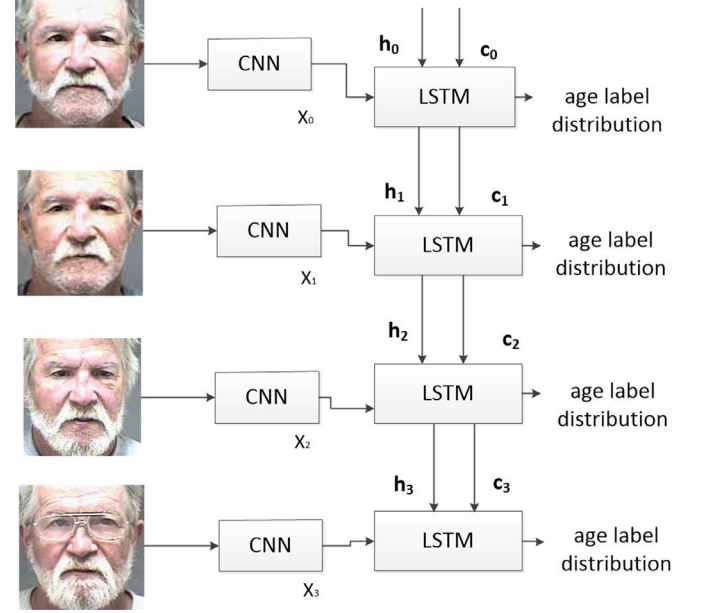 h₀
c₀
CNN
LSTM
age label
distribution
X₀
h₁
c₁
CNN
LSTM
age label
distribution
X₁
h₂
c₂
CNN
LSTM
age label
distribution
X₂
h₃
c₃
CNN
LSTM
age label
distribution
X₃